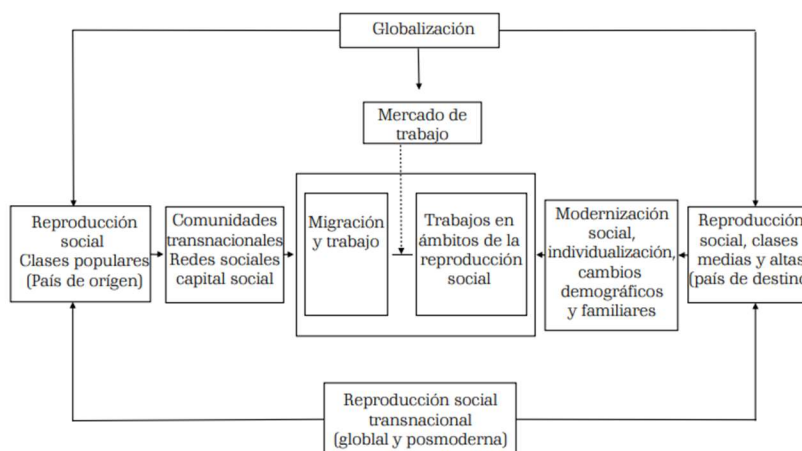 Globalización
Mercado de
trabajo
Reproducción
social
Clases populares
(País de orígen)
Comunidades
transnacionales
Redes sociales
capital social
Migración
y trabajo
Trabajos en
ámbitos de la
reproducción
social
Modernización
social,
individualización,
cambios
demográficos
y familiares
Reproducción
social, clases
medias y altas
(país de destino
Reproducción social
transnacional
(globlal y posmoderna)